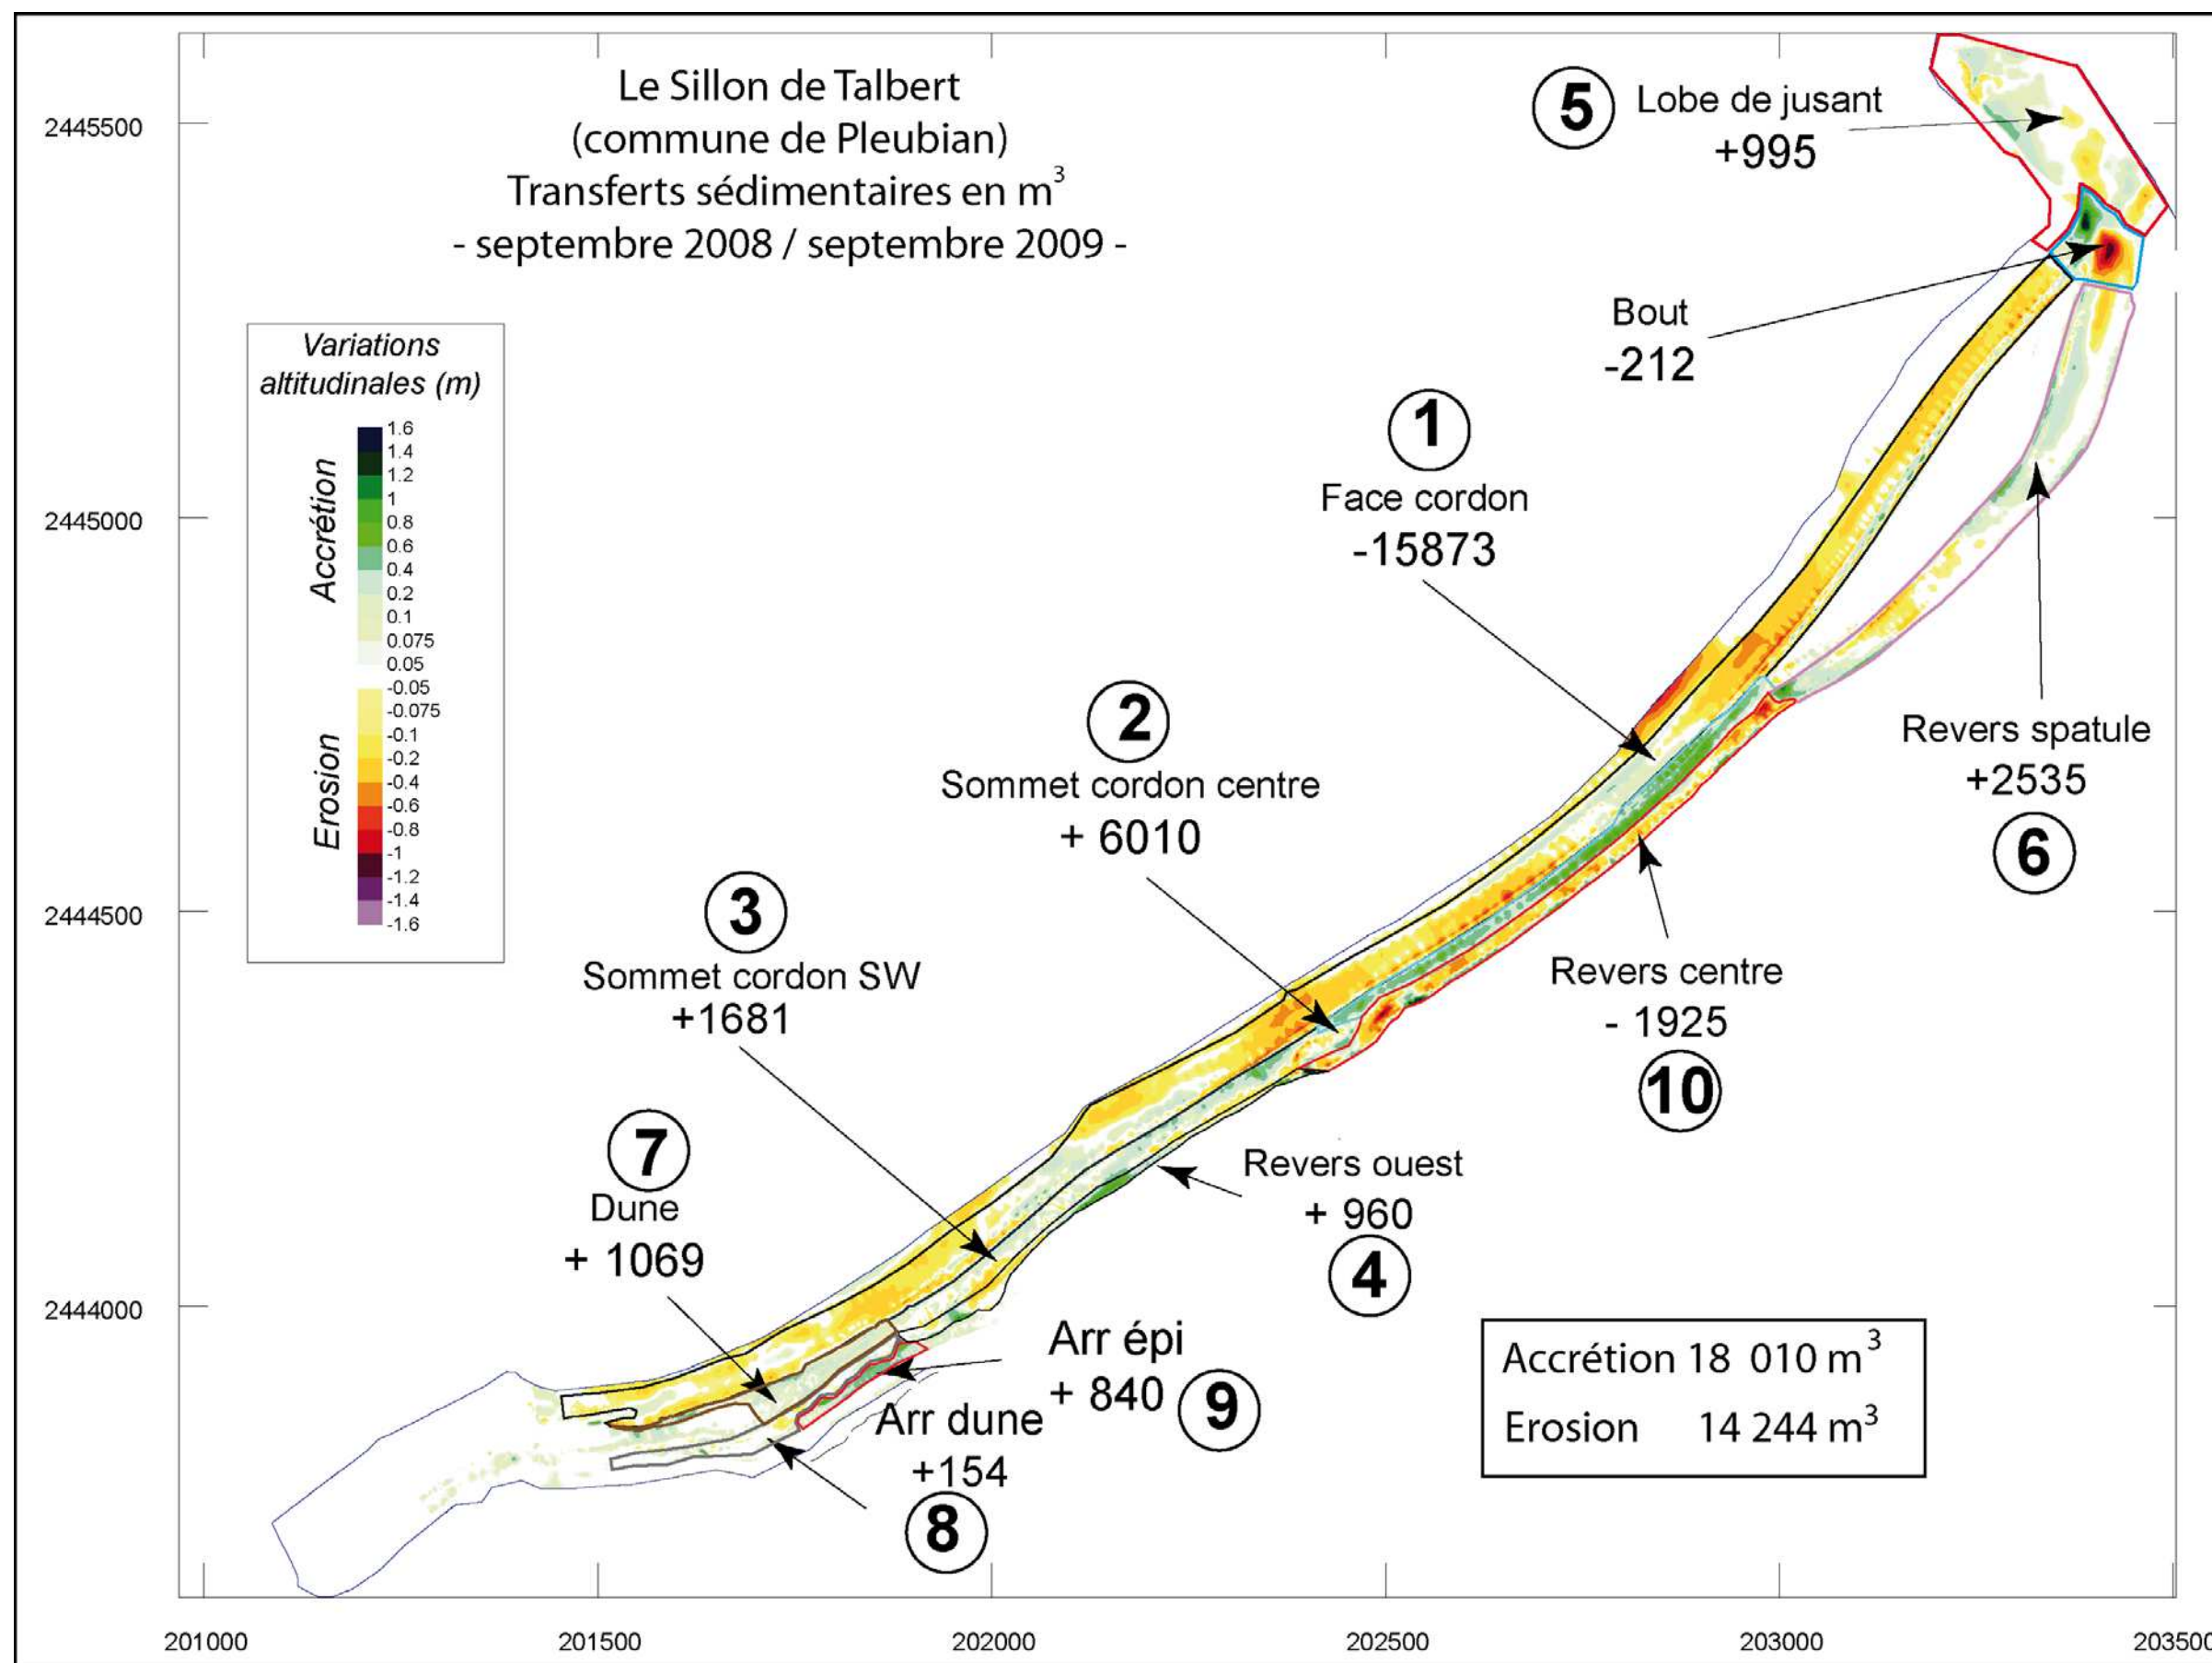 Le Sillon de Talbert
(commune de Pleubian)
Transferts sédimentaires en m³
- septembre 2008 / septembre 2009 -
5
Lobe de jusant
+995
Bout
-212
1
Face cordon
-15873
2
Sommet cordon centre
+ 6010
3
Sommet cordon SW
+1681
Revers spatule
+2535
6
Revers centre
- 1925
10
7
Dune
+ 1069
Revers ouest
+ 960
4
Arr épi
+ 840
9
Arr dune
+154
8
Variations
altitudinales (m)
Accrétion
Erosion
1.6
1.4
1.2
1
0.8
0.6
0.4
0.2
0.1
0.075
0.05
-0.05
-0.075
-0.1
-0.2
-0.4
-0.6
-0.8
-1
-1.2
-1.4
-1.6
Accrétion 18 010 m³
Erosion 14 244 m³
2445500
2445000
2444500
2444000
201000
201500
202000
202500
203000
203500